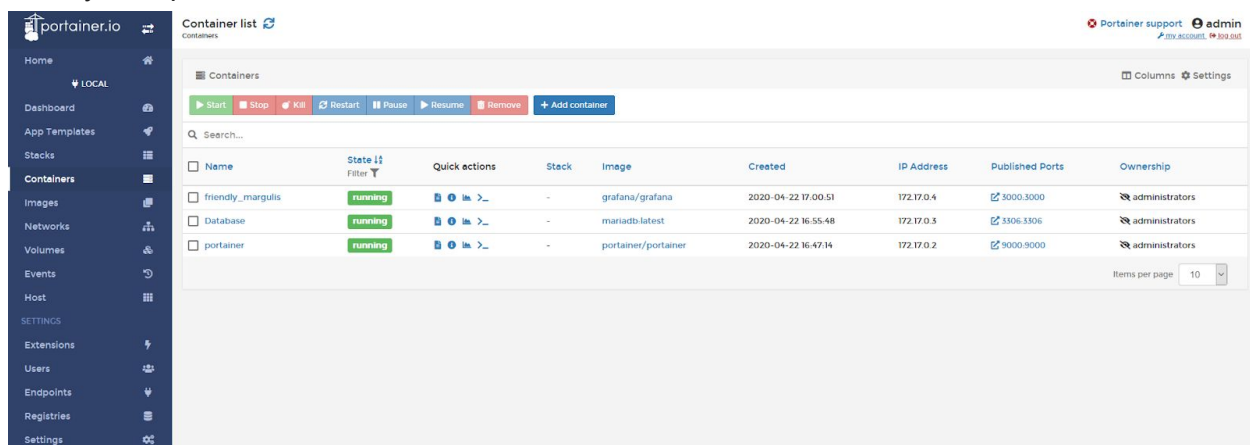 portainer.io
Home
LOCAL
Dashboard
App Templates
Stacks
Containers
Images
Networks
Volumes
Events
Host
SETTINGS
Extensions
Users
Endpoints
Registries
Settings
Container list
Containers
Portainer support admin
my account log out
Containers
Columns Settings
Start Stop Kill Restart Pause Resume Remove + Add container
Search...
Name State Filter Quick actions Stack Image Created IP Address Published Ports Ownership
friendly_margulis running >_ - grafana/grafana 2020-04-22 17:00:51 172.17.0.4 3000:3000 administrators
Database running >_ - mariadb:latest 2020-04-22 16:55:48 172.17.0.3 3306:3306 administrators
portainer running >_ - portainer/portainer 2020-04-22 16:47:14 172.17.0.2 9000:9000 administrators
Items per page 10